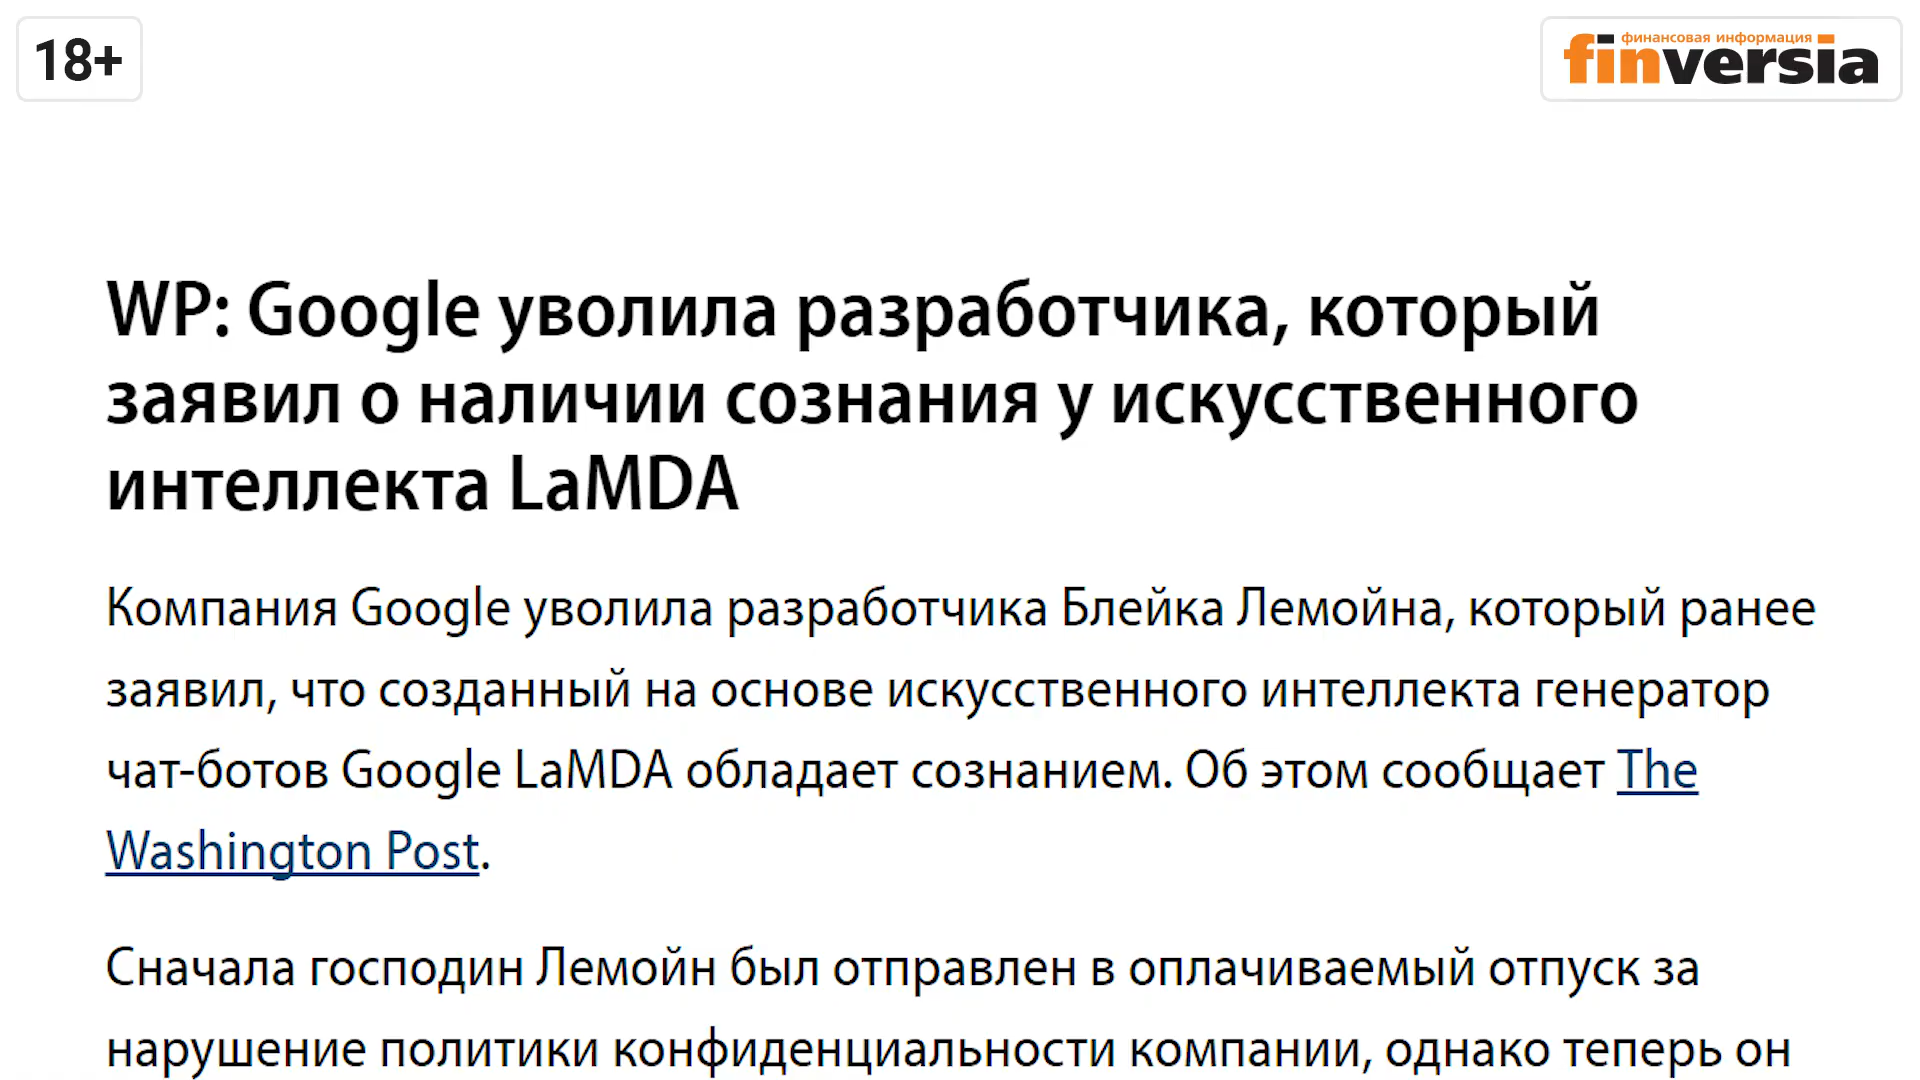 18+
финансовая информация
finversia
WP: Google уволила разработчика, который
заявил о наличии сознания у искусственного
интеллекта LaMDA
Компания Google уволила разработчика Блейка Лемойна, который ранее
заявил, что созданный на основе искусственного интеллекта генератор
чат-ботов Google LaMDA обладает сознанием. Об этом сообщает The
Washington Post.
Сначала господин Лемойн был отправлен в оплачиваемый отпуск за
нарушение политики конфиденциальности компании, однако теперь он